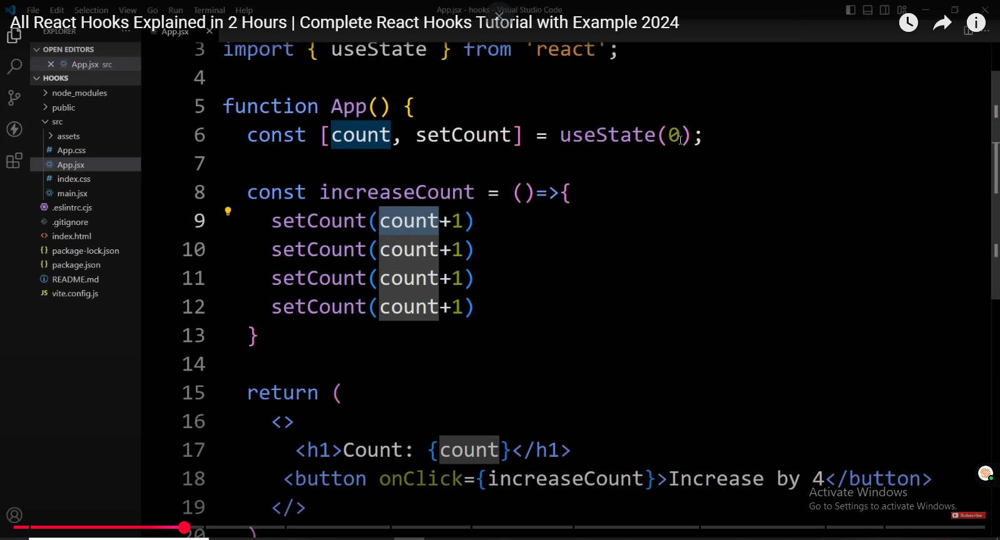 File Edit Selection View Go Run Terminal Help
App.jsx - hooks - Visual Studio Code
All React Hooks Explained in 2 Hours | Complete React Hooks Tutorial with Example 2024
EXPLORER
App.jsx
OPEN EDITORS
App.jsx src
HOOKS
node_modules
public
src
assets
App.css
App.jsx
index.css
main.jsx
.eslintrc.cjs
.gitignore
index.html
package-lock.json
package.json
README.md
JS vite.config.js
3 import { useState } from 'react';
4
5 function App() {
6 const [count, setCount] = useState(0);
7
8 const increaseCount = ()=>{
9 setCount(count+1)
10 setCount(count+1)
11 setCount(count+1)
12 setCount(count+1)
13 }
14
15 return (
16 <>
17 <h1>Count: {count}</h1>
18 <button onClick={increaseCount}>Increase by 4</button>
19 </>
20 )
Activate Windows
Go to Settings to activate Windows.
Subscribe